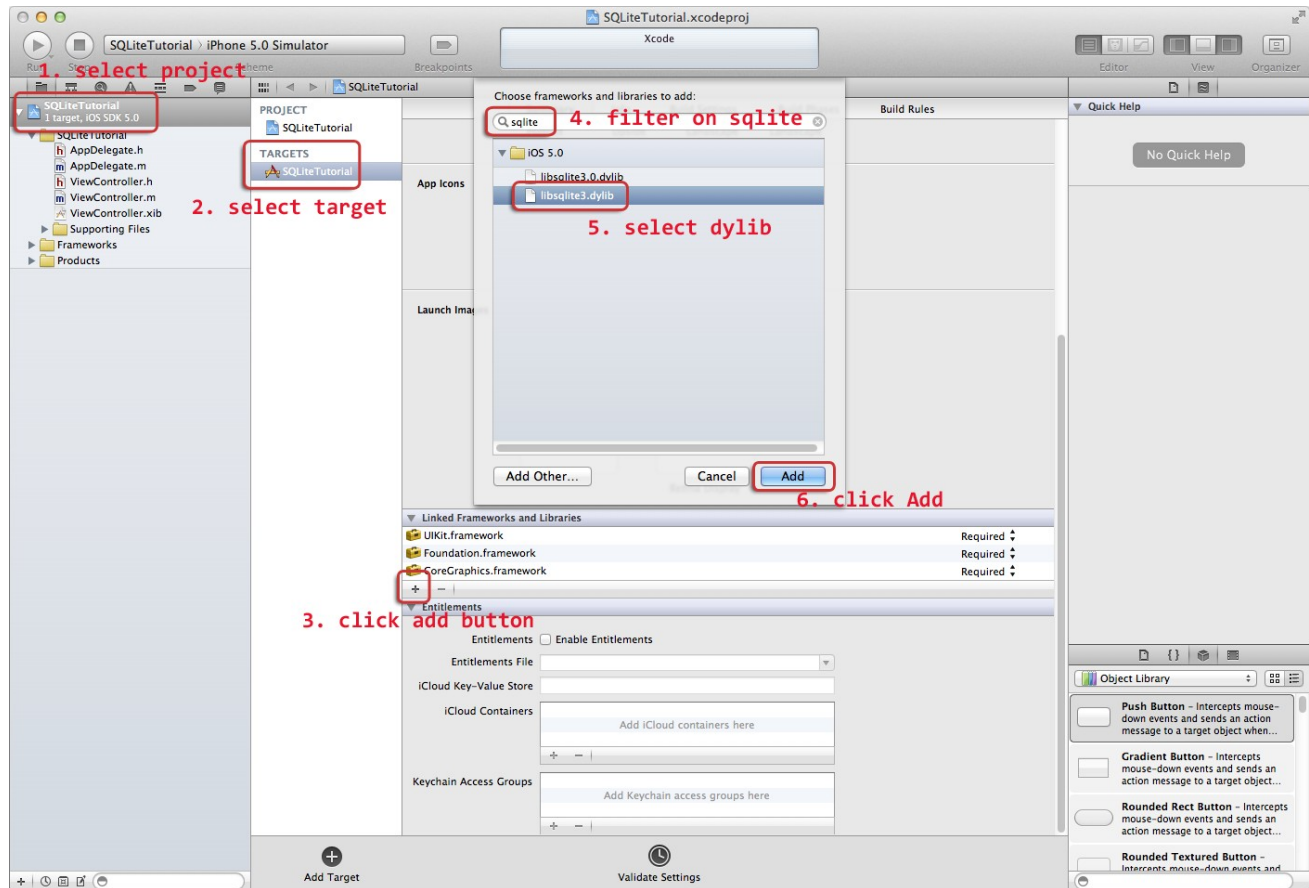 SQLiteTutorial.xcodeproj
SQLiteTutorial › iPhone 5.0 Simulator
Xcode
Run Stop Scheme Breakpoints Editor View Organizer
1. select project
SQLiteTutorial
1 target, iOS SDK 5.0
SQLiteTutorial
h AppDelegate.h
m AppDelegate.m
h ViewController.h
m ViewController.m
ViewController.xib
Supporting Files
Frameworks
Products
SQLiteTutorial
PROJECT
SQLiteTutorial
TARGETS
SQLiteTutorial
2. select target
Build Rules
App Icons
Choose frameworks and libraries to add:
sqlite
4. filter on sqlite
iOS 5.0
libsqlite3.0.dylib
libsqlite3.dylib
5. select dylib
Add Other... Cancel Add
6. click Add
Linked Frameworks and Libraries
UIKit.framework Required
Foundation.framework Required
CoreGraphics.framework Required
+ −
3. click add button
Entitlements
Entitlements Enable Entitlements
Entitlements File
iCloud Key-Value Store
iCloud Containers
Add iCloud containers here
+ −
Keychain Access Groups
Add Keychain access groups here
+ −
Add Target Validate Settings
Quick Help
No Quick Help
{}
Object Library
Push Button – Intercepts mouse-
down events and sends an action
message to a target object when...
Gradient Button – Intercepts
mouse-down events and sends an
action message to a target object...
Rounded Rect Button – Intercepts
mouse-down events and sends an
action message to a target object...
Rounded Textured Button –
Intercepts mouse-down events and